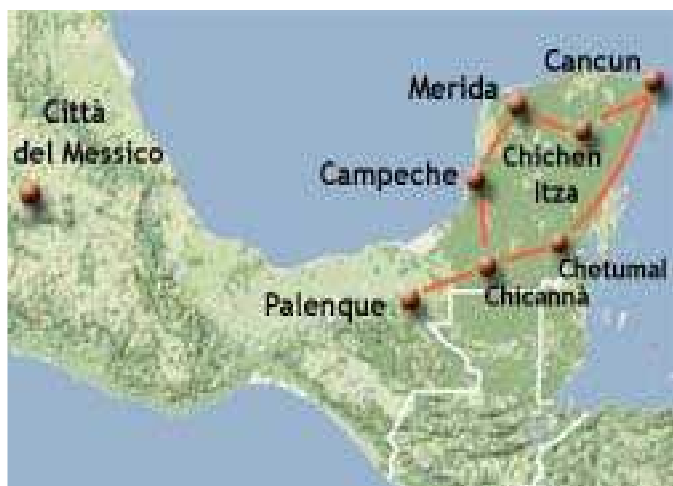 Cancun
Merida
Città
del Messico
Chichen
Itza
Campeche
Chetumal
Chicannà
Palenque